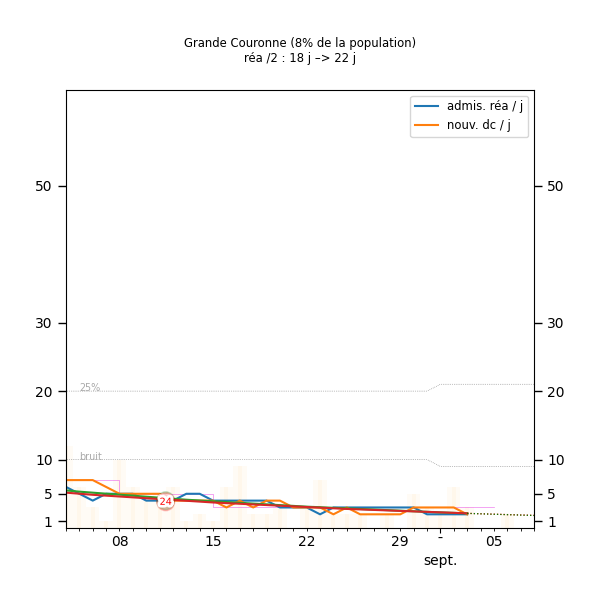 Grande Couronne (8% de la population)
réa /2 : 18 j –> 22 j
admis. réa / j
nouv. dc / j
50 50
30 30
25%
20 20
bruit
10 10
5 5
24
1 1
08 15 22 29 - 05
sept.